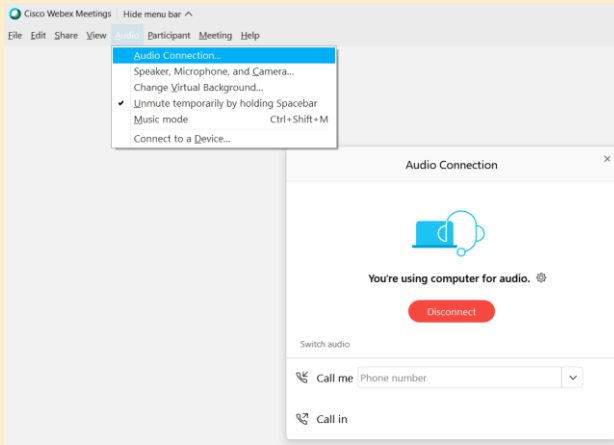 Cisco Webex Meetings Hide menu bar
File Edit Share View Audio Participant Meeting Help
Audio Connection...
Speaker, Microphone, and Camera...
Change Virtual Background...
Unmute temporarily by holding Spacebar
Music mode Ctrl+Shift+M
Connect to a Device...
Audio Connection
You're using computer for audio.
Disconnect
Switch audio
Call me Phone number
Call in